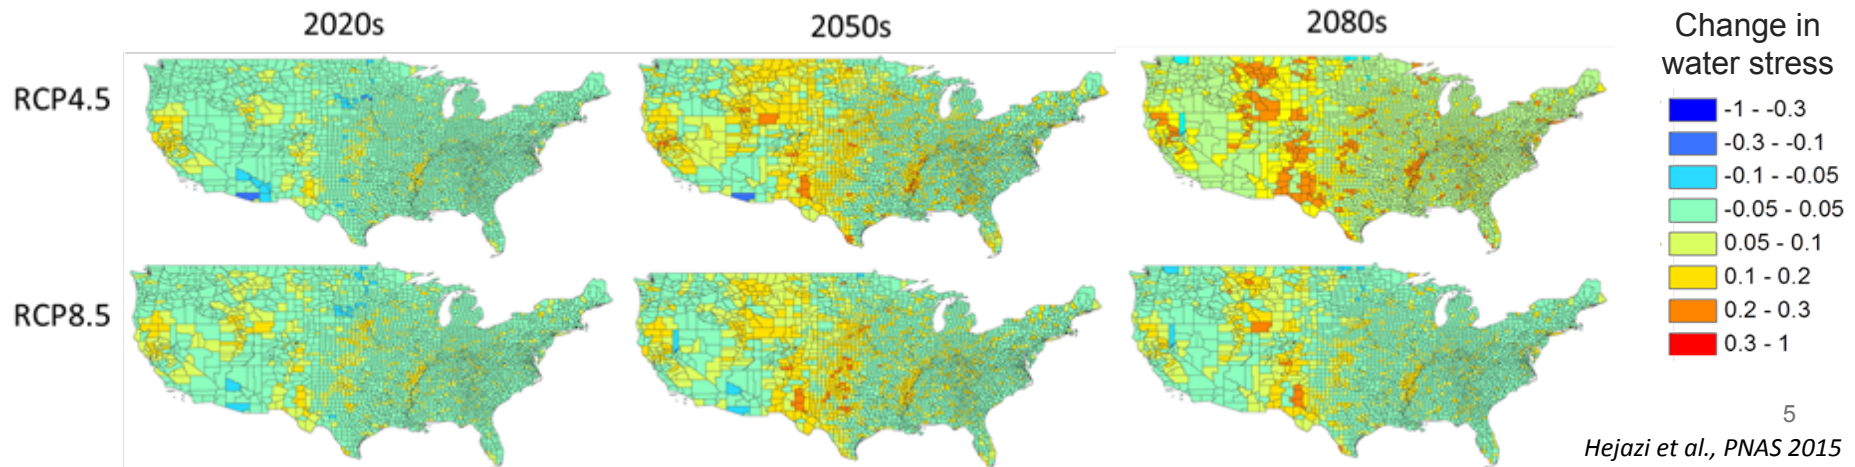 2020s
2050s
2080s
Change in
water stress
RCP4.5
-1 - -0.3
-0.3 - -0.1
-0.1 - -0.05
-0.05 - 0.05
0.05 - 0.1
0.1 - 0.2
0.2 - 0.3
0.3 - 1
RCP8.5
5
Hejazi et al., PNAS 2015